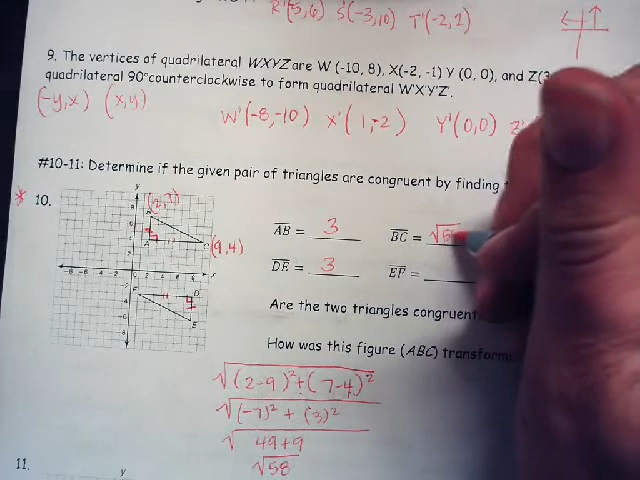 R'(5,6) S'(-3,10) T'(-2,2)
9. The vertices of quadrilateral WXYZ are W (-10, 8), X(-2, -1) Y (0, 0), and Z(3
quadrilateral 90° counterclockwise to form quadrilateral W'X'Y'Z'.
(-y,x) (x,y)
W'(-8,-10) X'(1,-2) Y'(0,0) Z'
#10-11: Determine if the given pair of triangles are congruent by finding
* 10.
(2,7)
(9,4)
AB = 3 BC = √58
DE = 3 EF =
Are the two triangles congruent
How was this figure (ABC) transform
√(2-9)²+(7-4)²
√(-7)² + (3)²
√49+9
√58
11.
y